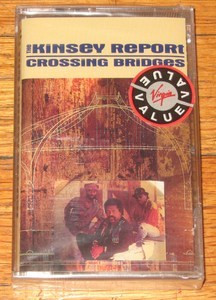 THE KINSEY REPORT
CROSSING BRIDGES
VALUE
Virgin
VALUE